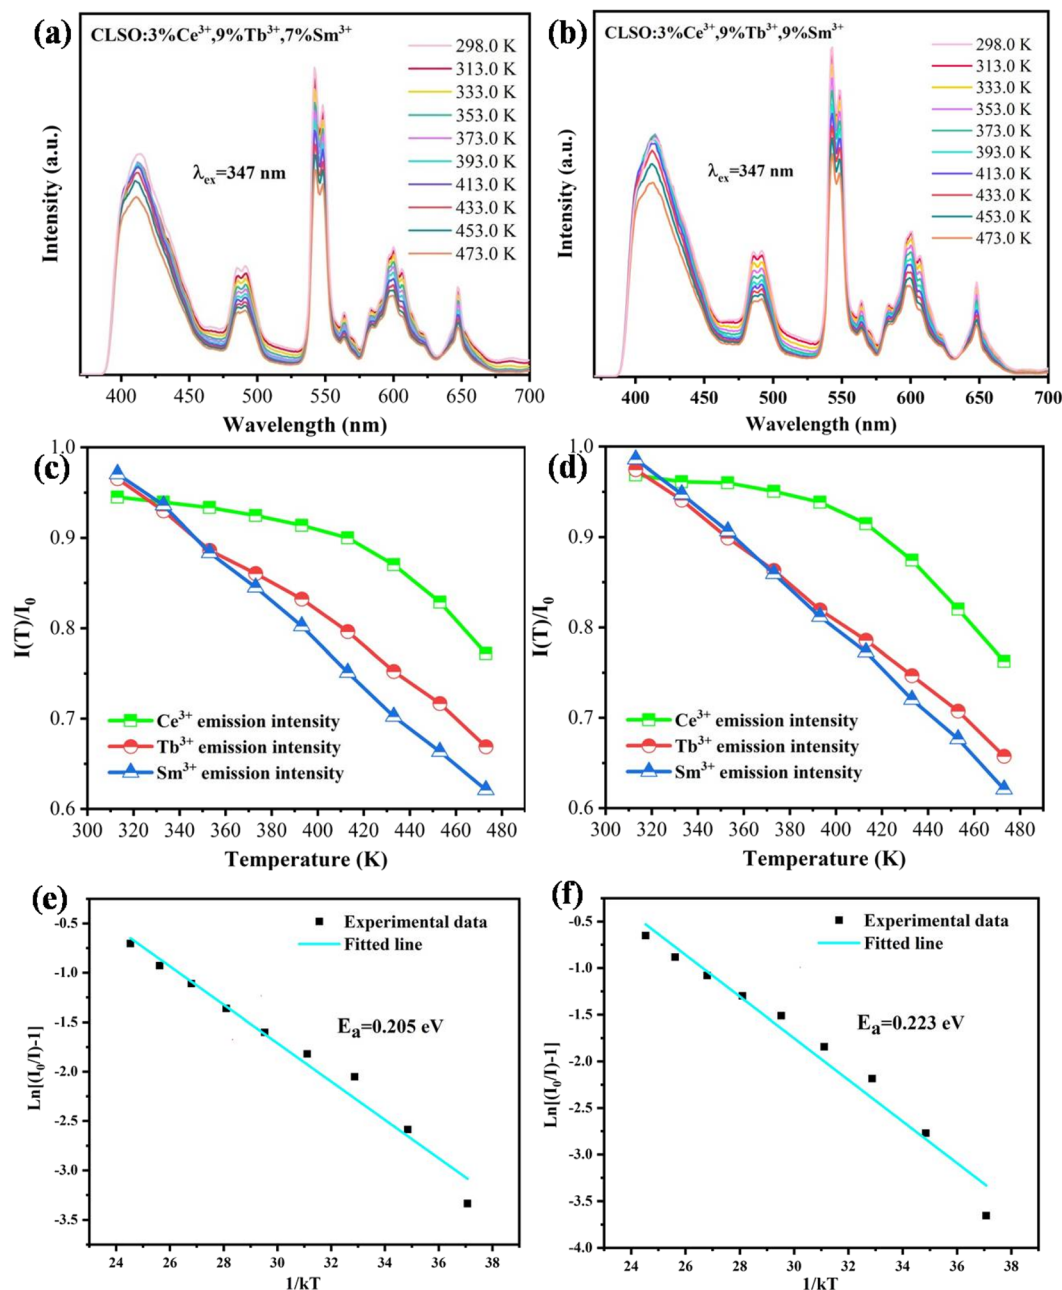 (a)
CLSO:3%Ce³⁺,9%Tb³⁺,7%Sm³⁺
298.0 K
313.0 K
333.0 K
353.0 K
373.0 K
393.0 K
413.0 K
433.0 K
453.0 K
473.0 K
λex=347 nm
Intensity (a.u.)
400 450 500 550 600 650 700
Wavelength (nm)
(b)
CLSO:3%Ce³⁺,9%Tb³⁺,9%Sm³⁺
298.0 K
313.0 K
333.0 K
353.0 K
373.0 K
393.0 K
413.0 K
433.0 K
453.0 K
473.0 K
λex=347 nm
Intensity (a.u.)
400 450 500 550 600 650 700
Wavelength (nm)
(c)
1.0
0.9
0.8
0.7
0.6
I(T)/I₀
Ce³⁺ emission intensity
Tb³⁺ emission intensity
Sm³⁺ emission intensity
300 320 340 360 380 400 420 440 460 480
Temperature (K)
(d)
1.0
0.9
0.8
0.7
0.6
I(T)/I₀
Ce³⁺ emission intensity
Tb³⁺ emission intensity
Sm³⁺ emission intensity
300 320 340 360 380 400 420 440 460 480
Temperature (K)
(e)
-0.5
-1.0
-1.5
-2.0
-2.5
-3.0
-3.5
Ln[(I₀/I)-1]
Experimental data
Fitted line
Eₐ=0.205 eV
24 26 28 30 32 34 36 38
1/kT
(f)
-0.5
-1.0
-1.5
-2.0
-2.5
-3.0
-3.5
-4.0
Ln[(I₀/I)-1]
Experimental data
Fitted line
Eₐ=0.223 eV
24 26 28 30 32 34 36 38
1/kT